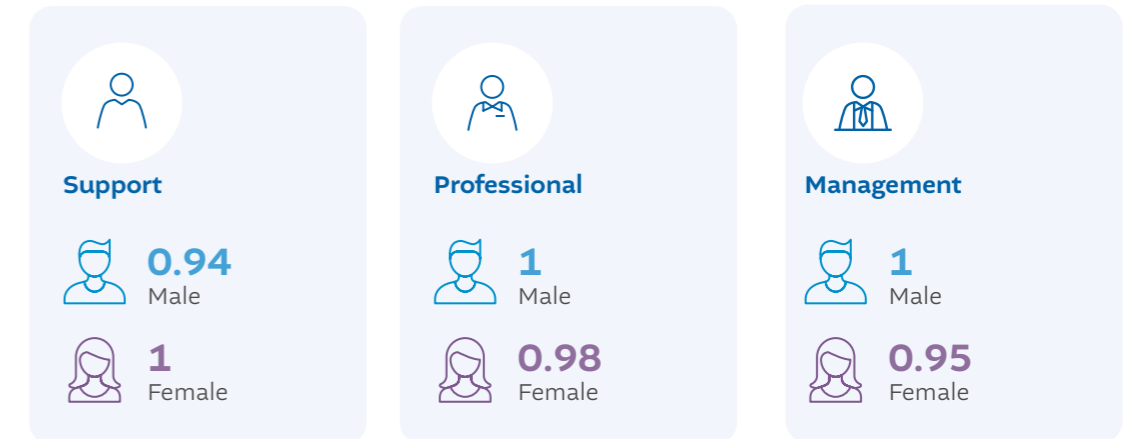 Support
0.94
Male
1
Female
Professional
1
Male
0.98
Female
Management
1
Male
0.95
Female